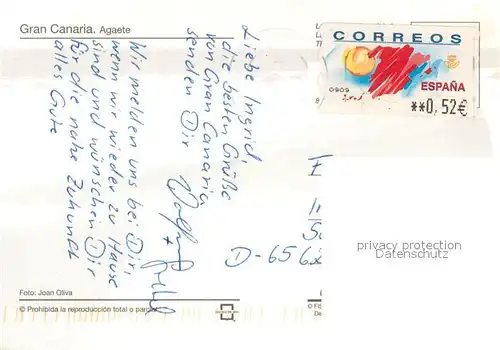 Gran Canaria. Agaete
Liebe Ingrid,
die besten Grüße
von Gran Canaria
senden Dir
Wir melden uns bei Dir,
wenn wir wieder zu Hause
sind und wünschen Dir
für die nahe Zukunft
alles Gute
CORREOS
ESPAÑA
0909
**0,52€
D-656
privacy protection
Datenschutz
Foto: Joan Oliva
© Prohibida la reproducción total o parcial